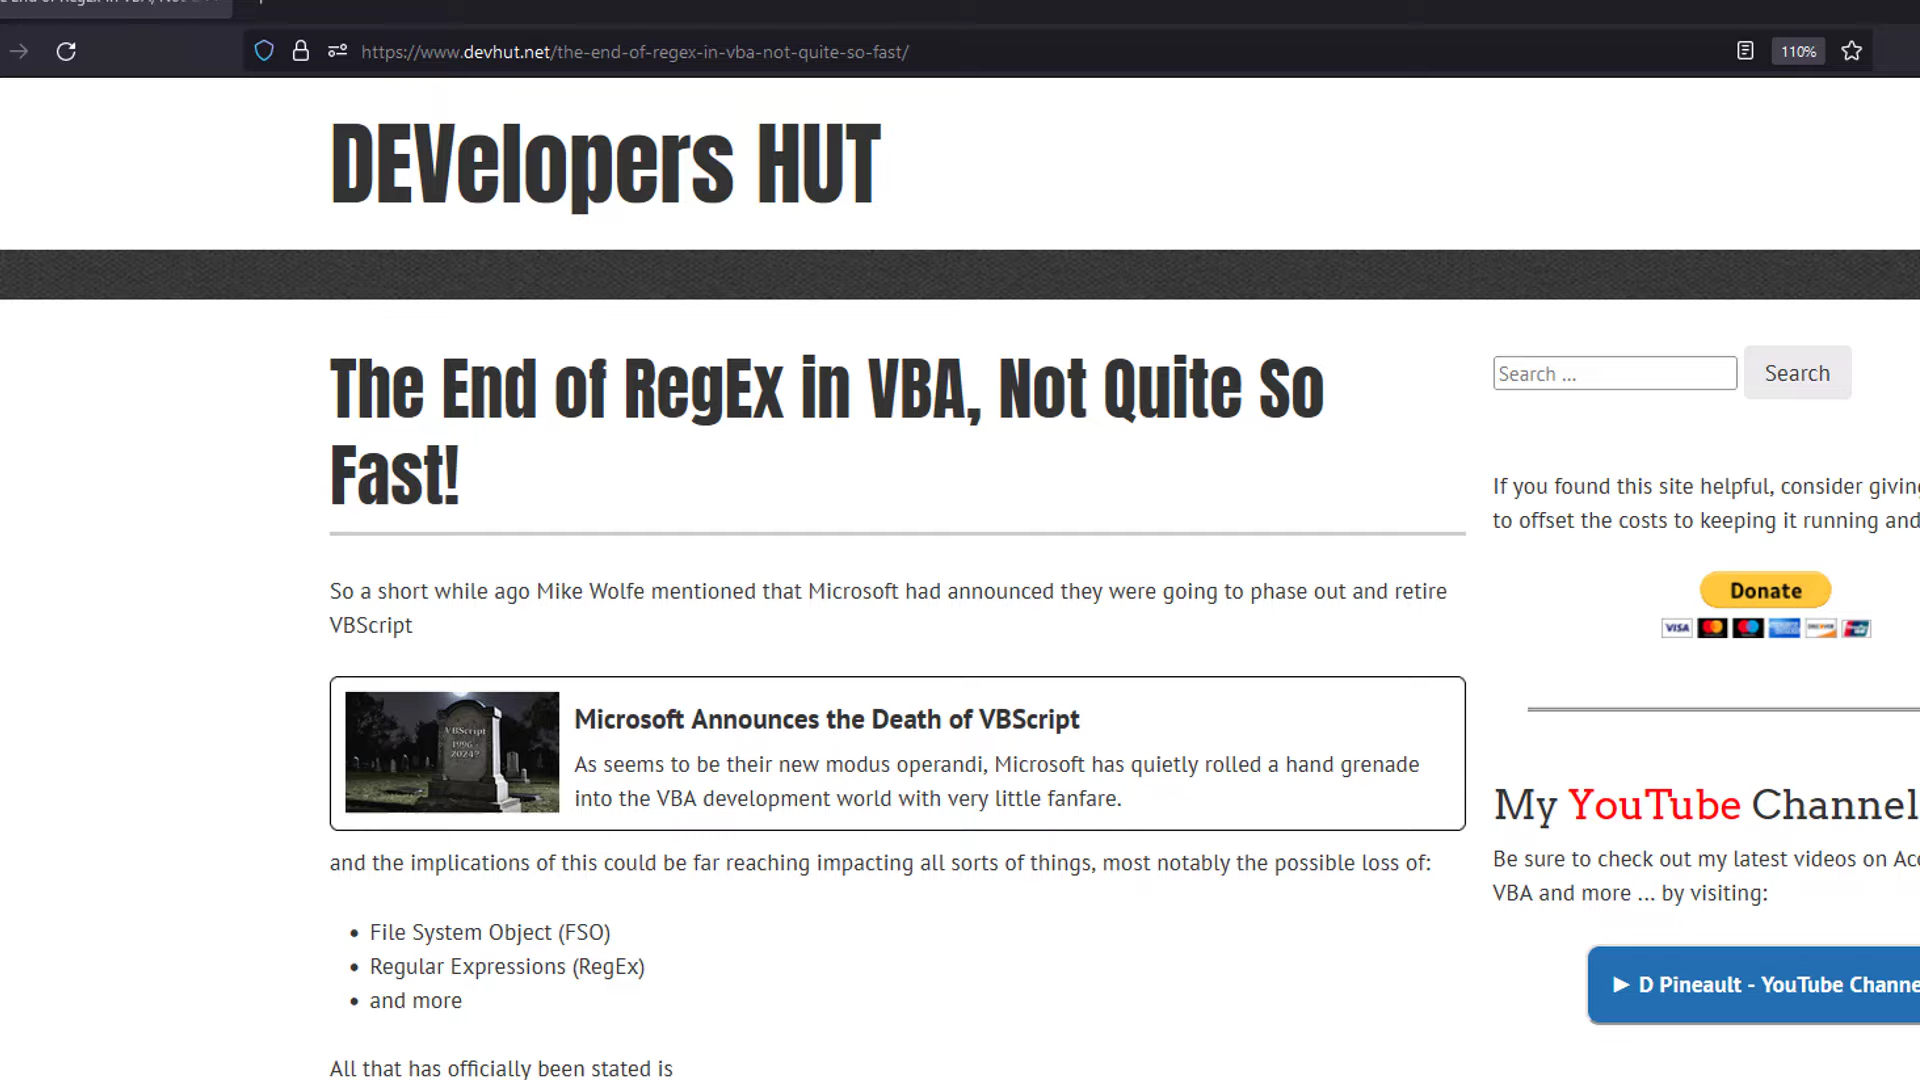 https://www.devhut.net/the-end-of-regex-in-vba-not-quite-so-fast/
110%
DEVelopers HUT
The End of RegEx in VBA, Not Quite So
Fast!
So a short while ago Mike Wolfe mentioned that Microsoft had announced they were going to phase out and retire
VBScript
VBScript
1996 -
2024?
Microsoft Announces the Death of VBScript
As seems to be their new modus operandi, Microsoft has quietly rolled a hand grenade
into the VBA development world with very little fanfare.
and the implications of this could be far reaching impacting all sorts of things, most notably the possible loss of:
• File System Object (FSO)
• Regular Expressions (RegEx)
• and more
All that has officially been stated is
Search ...
Search
If you found this site helpful, consider giving
to offset the costs to keeping it running and
Donate
VISA
DISCOVER
My YouTube Channel
Be sure to check out my latest videos on Acc
VBA and more ... by visiting:
► D Pineault - YouTube Channe